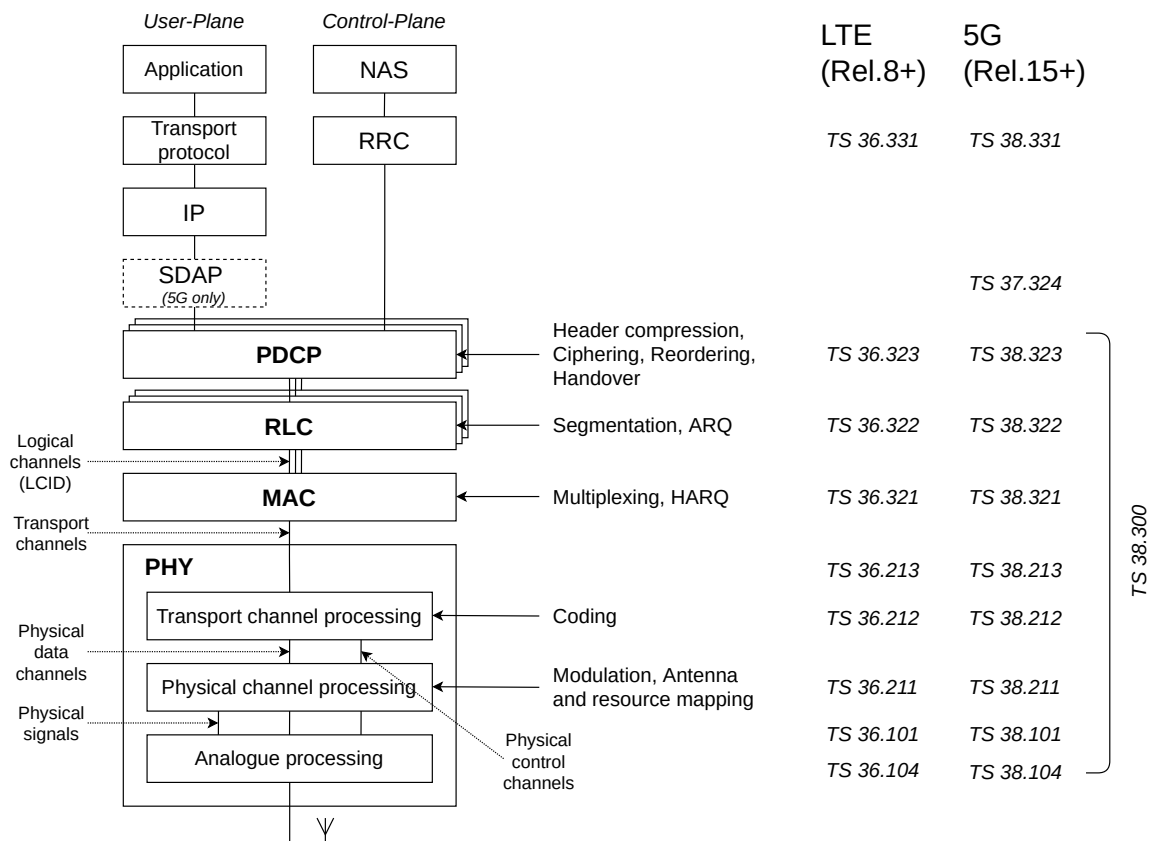 User-Plane
Control-Plane
LTE
(Rel.8+)
5G
(Rel.15+)
Application
NAS
Transport
protocol
RRC
TS 36.331
TS 38.331
IP
SDAP
(5G only)
TS 37.324
PDCP
Header compression,
Ciphering, Reordering,
Handover
TS 36.323
TS 38.323
RLC
Segmentation, ARQ
TS 36.322
TS 38.322
Logical
channels
(LCID)
MAC
Multiplexing, HARQ
TS 36.321
TS 38.321
TS 38.300
Transport
channels
PHY
TS 36.213
TS 38.213
Transport channel processing
Coding
TS 36.212
TS 38.212
Physical
data
channels
Physical channel processing
Modulation, Antenna
and resource mapping
TS 36.211
TS 38.211
Physical
signals
Analogue processing
Physical
control
channels
TS 36.101
TS 38.101
TS 36.104
TS 38.104